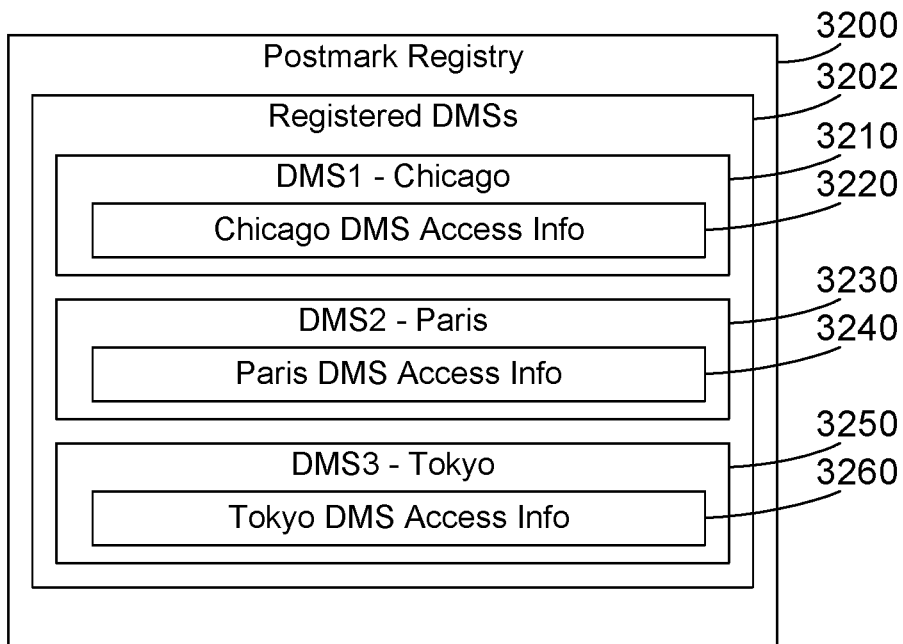 3200
Postmark Registry
3202
Registered DMSs
3210
DMS1 - Chicago
3220
Chicago DMS Access Info
3230
DMS2 - Paris
3240
Paris DMS Access Info
3250
DMS3 - Tokyo
3260
Tokyo DMS Access Info